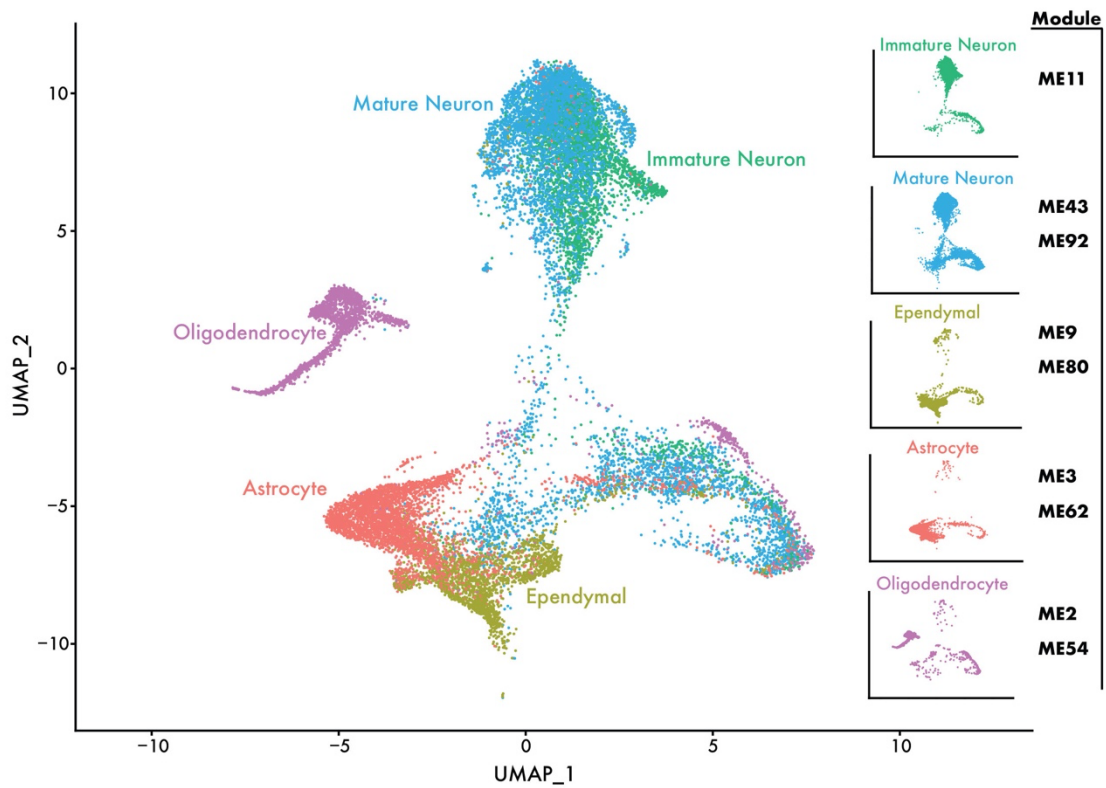 Module
Immature Neuron
ME11
Mature Neuron
ME43
ME92
Ependymal
ME9
ME80
Astrocyte
ME3
ME62
Oligodendrocyte
ME2
ME54
Mature Neuron
Immature Neuron
Oligodendrocyte
Astrocyte
Ependymal
UMAP_2
10
5
0
−5
−10
−10
−5
0
5
10
UMAP_1